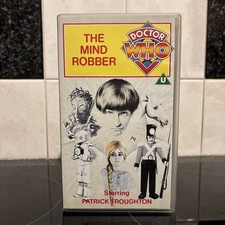 THE
MIND
ROBBER
DOCTOR
WHO
U
Starring
PATRICK TROUGHTON